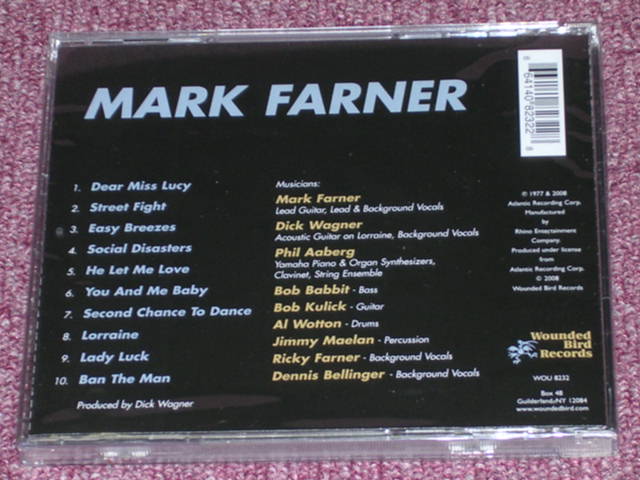 MARK FARNER
8 64140 82322 8
1. Dear Miss Lucy
2. Street Fight
3. Easy Breezes
4. Social Disasters
5. He Let Me Love
6. You And Me Baby
7. Second Chance To Dance
8. Lorraine
9. Lady Luck
10. Ban The Man
Produced by Dick Wagner
Musicians:
Mark Farner
Lead Guitar, Lead & Background Vocals
Dick Wagner
Acoustic Guitar on Lorraine, Background Vocals
Phil Aaberg
Yamaha Piano & Organ Synthesizers,
Clavinet, String Ensemble
Bob Babbit - Bass
Bob Kulick - Guitar
Al Wotton - Drums
Jimmy Maelan - Percussion
Ricky Farner - Background Vocals
Dennis Bellinger - Background Vocals
℗ 1977 & 2008
Atlantic Recording Corp.
Manufactured
by
Rhino Entertainment
Company.
Produced under license
from
Atlantic Recording Corp.
© 2008
Wounded Bird Records
Wounded
Bird
Records
WOU 8232
Box 48
Guilderland, NY 12084
www.woundedbird.com